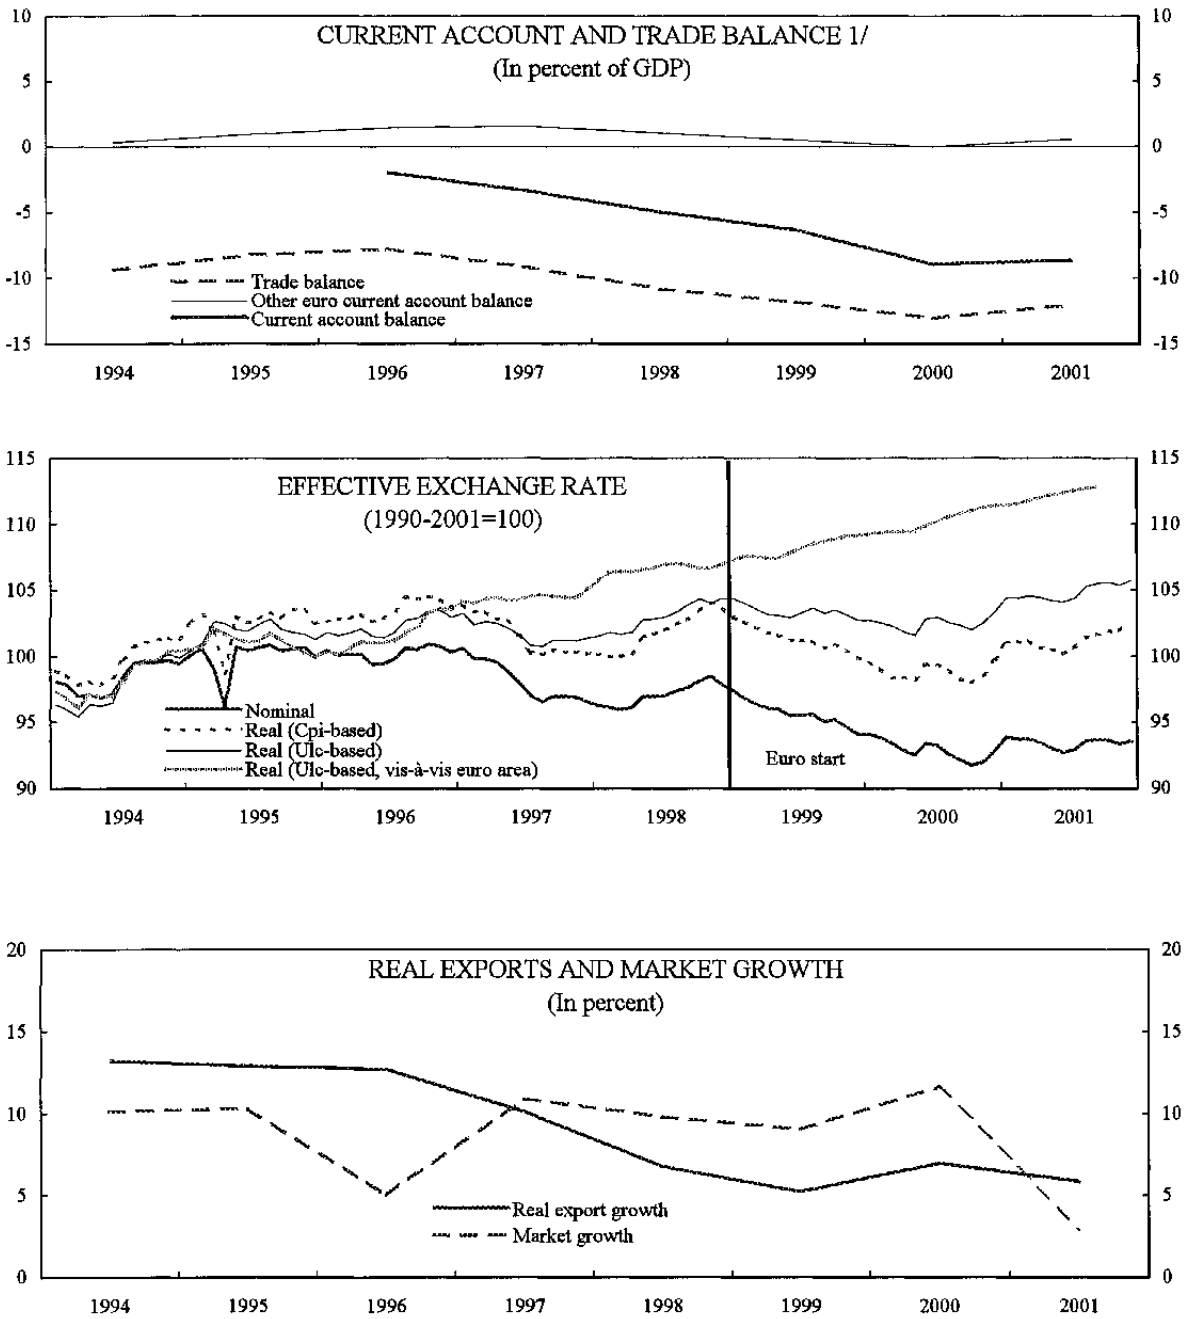 CURRENT ACCOUNT AND TRADE BALANCE 1/
(In percent of GDP)
10 10
5 5
0 0
-5 -5
-10 -10
-15 -15
Trade balance
Other euro current account balance
Current account balance
1994 1995 1996 1997 1998 1999 2000 2001
EFFECTIVE EXCHANGE RATE
(1990-2001=100)
115 115
110 110
105 105
100 100
95 95
90 90
Nominal
Real (Cpi-based)
Real (Ulc-based)
Real (Ulc-based, vis-à-vis euro area)
Euro start
1994 1995 1996 1997 1998 1999 2000 2001
REAL EXPORTS AND MARKET GROWTH
(In percent)
20 20
15 15
10 10
5 5
0 0
Real export growth
Market growth
1994 1995 1996 1997 1998 1999 2000 2001